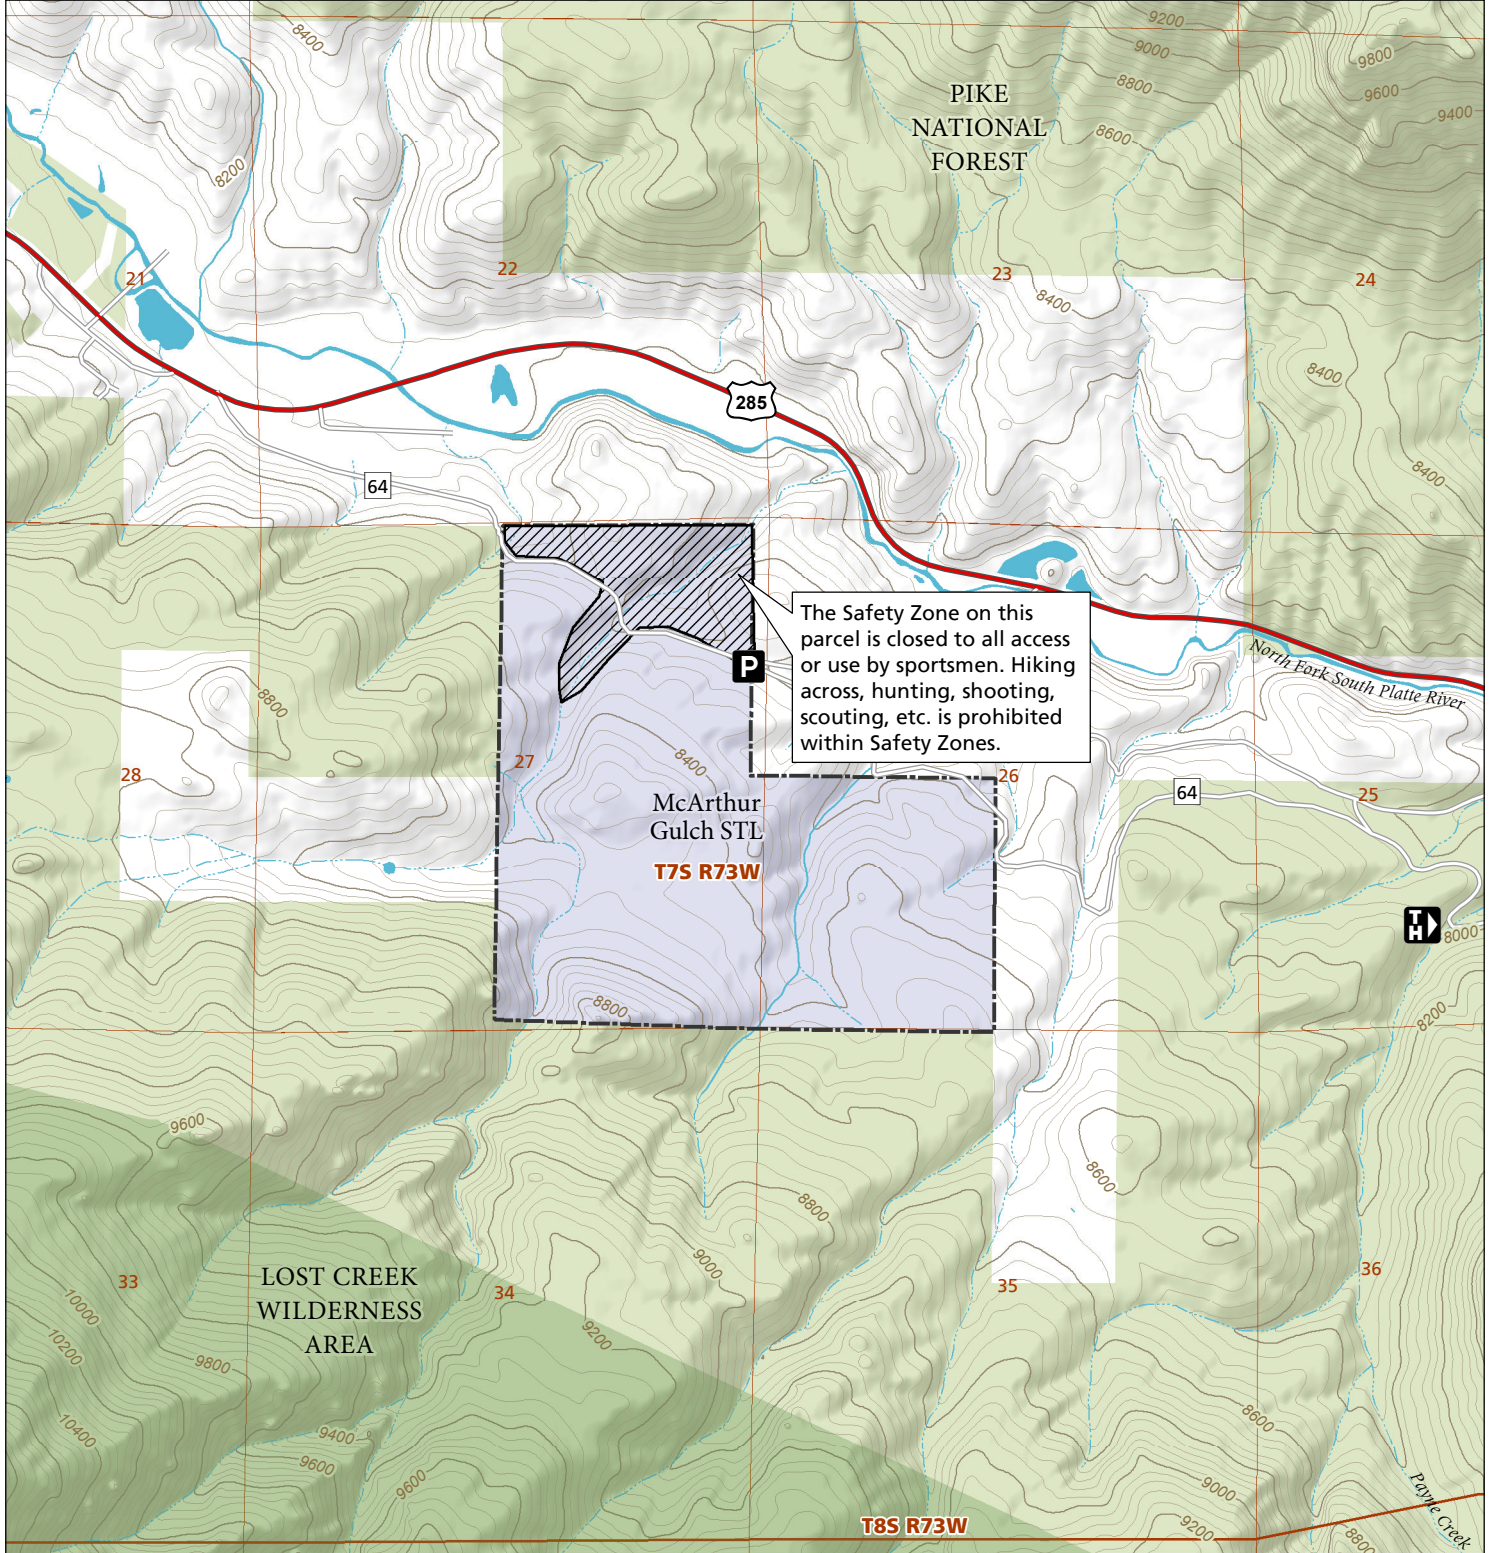 9200
9000
8800
9800
9600
9400
8400
8600
PIKE
NATIONAL
FOREST
8200
21
22
23
24
8400
8400
285
8400
64
The Safety Zone on this
parcel is closed to all access
or use by sportsmen. Hiking
across, hunting, shooting,
scouting, etc. is prohibited
within Safety Zones.
P
North Fork South Platte River
8800
28
27
8400
26
64
25
McArthur
Gulch STL
T7S R73W
TH
8000
8800
8200
9600
8600
8800
9000
33
34
35
36
LOST CREEK
WILDERNESS
AREA
10000
10200
9800
9200
10400
9400
9600
9600
8600
9000
9200
8800
Payne Creek
T8S R73W